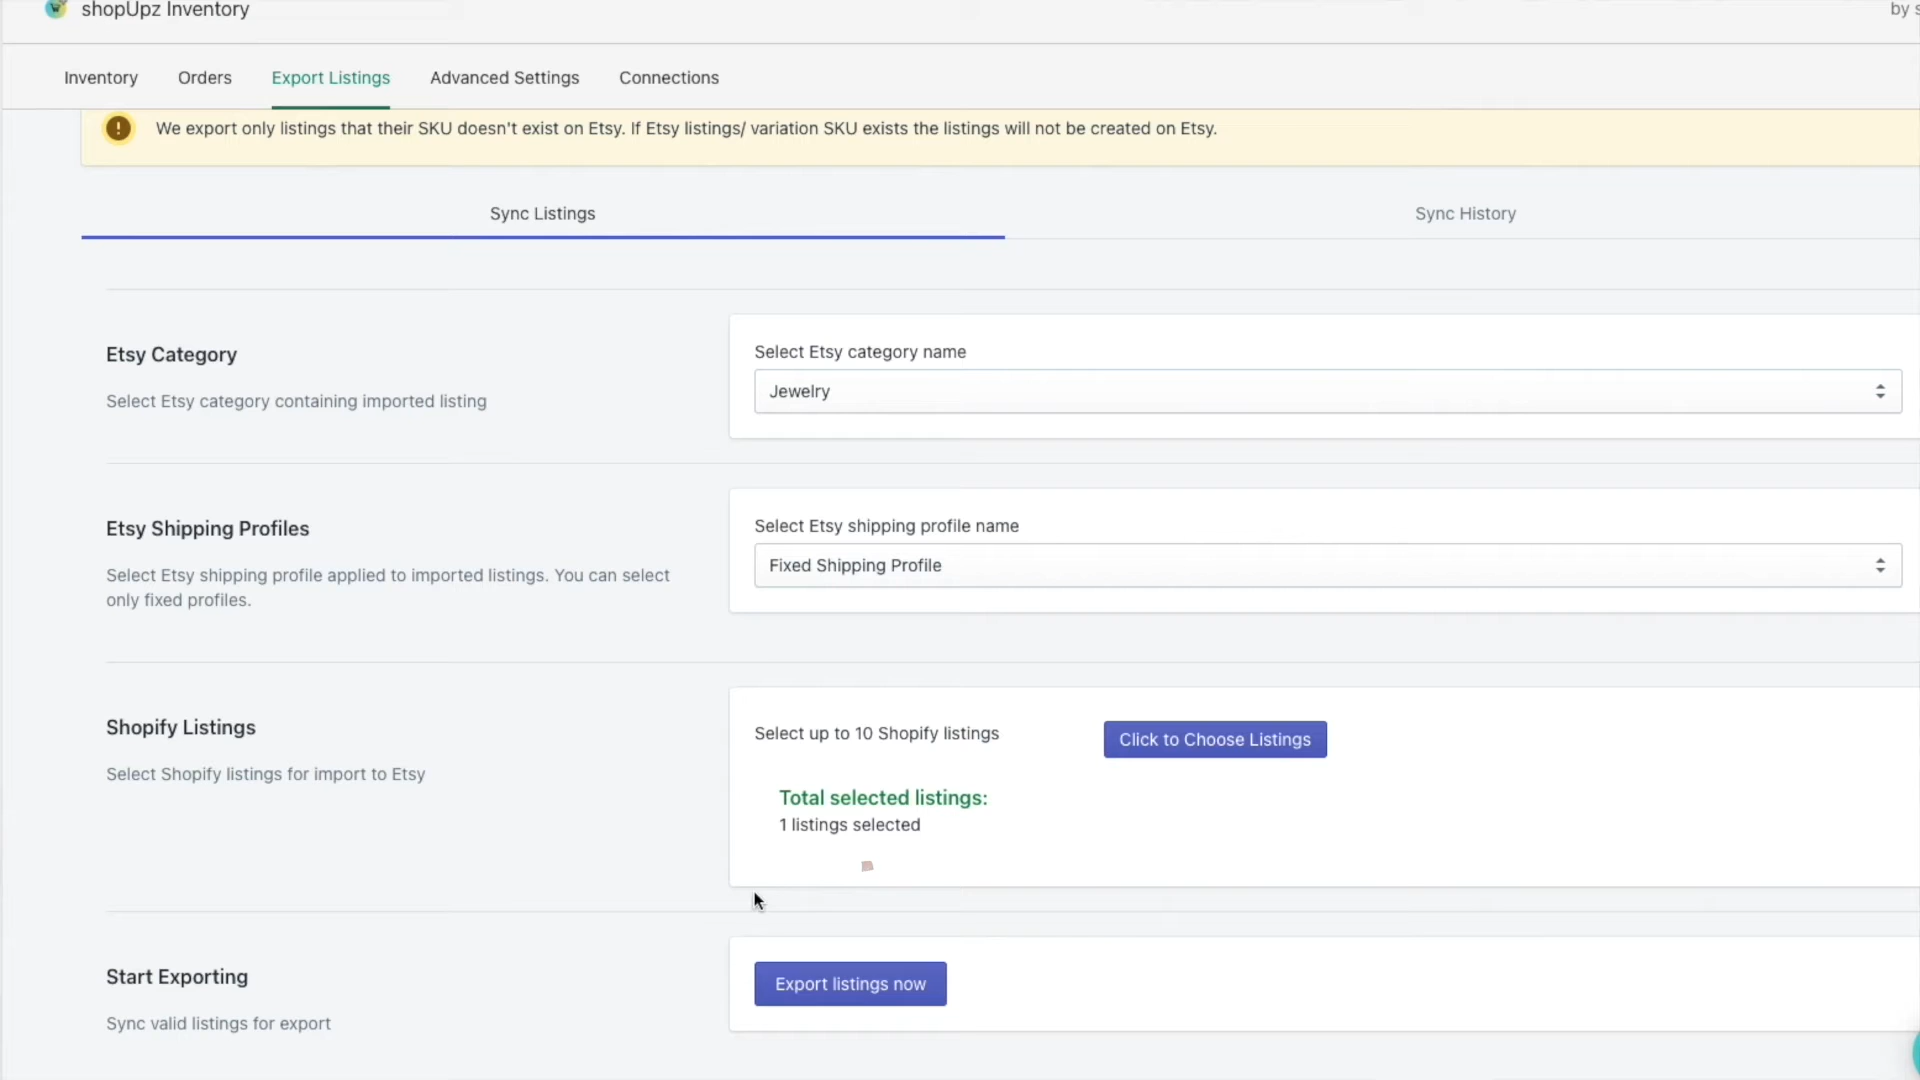 shopUpz Inventory
by s
Inventory
Orders
Export Listings
Advanced Settings
Connections
We export only listings that their SKU doesn't exist on Etsy. If Etsy listings/ variation SKU exists the listings will not be created on Etsy.
Sync Listings
Sync History
Etsy Category
Select Etsy category containing imported listing
Select Etsy category name
Jewelry
Etsy Shipping Profiles
Select Etsy shipping profile applied to imported listings. You can select
only fixed profiles.
Select Etsy shipping profile name
Fixed Shipping Profile
Shopify Listings
Select Shopify listings for import to Etsy
Select up to 10 Shopify listings
Click to Choose Listings
Total selected listings:
1 listings selected
Start Exporting
Sync valid listings for export
Export listings now